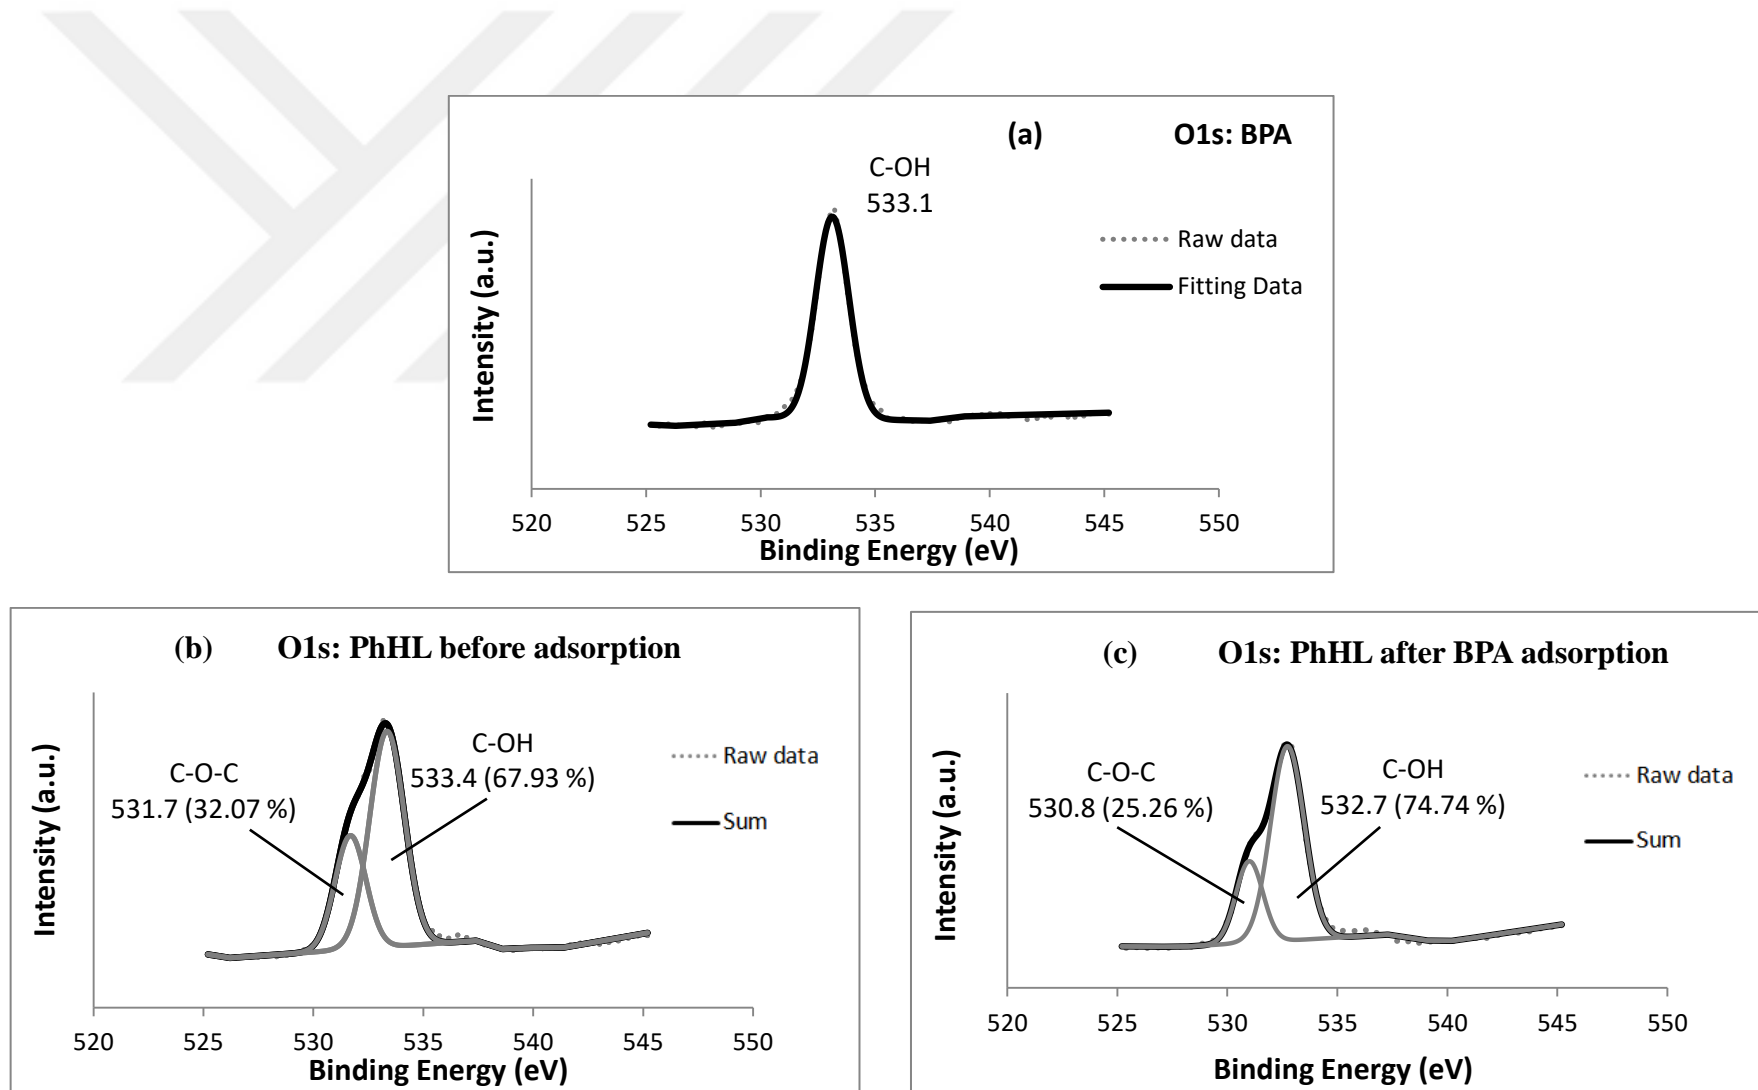 (a) O1s: BPA
C-OH
533.1
Raw data
Fitting Data
Intensity (a.u.)
520 525 530 535 540 545 550
Binding Energy (eV)
(b) O1s: PhHL before adsorption
C-OH
533.4 (67.93 %)
C-O-C
531.7 (32.07 %)
Raw data
Sum
Intensity (a.u.)
520 525 530 535 540 545 550
Binding Energy (eV)
(c) O1s: PhHL after BPA adsorption
C-O-C
530.8 (25.26 %)
C-OH
532.7 (74.74 %)
Raw data
Sum
Intensity (a.u.)
520 525 530 535 540 545 550
Binding Energy (eV)